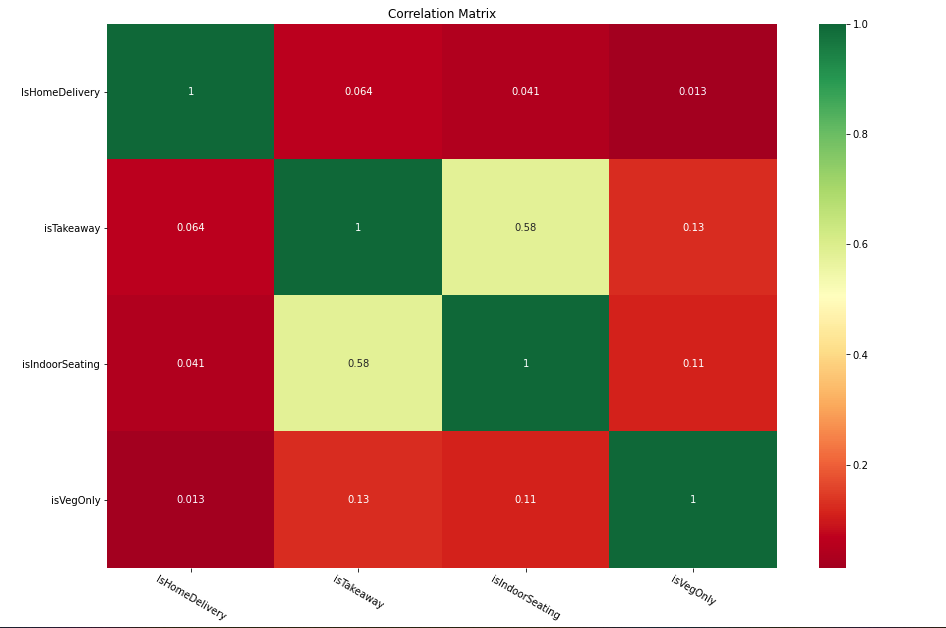 Correlation Matrix
IsHomeDelivery 1 0.064 0.041 0.013
isTakeaway 0.064 1 0.58 0.13
isIndoorSeating 0.041 0.58 1 0.11
isVegOnly 0.013 0.13 0.11 1
IsHomeDelivery isTakeaway isIndoorSeating isVegOnly
1.0
0.8
0.6
0.4
0.2